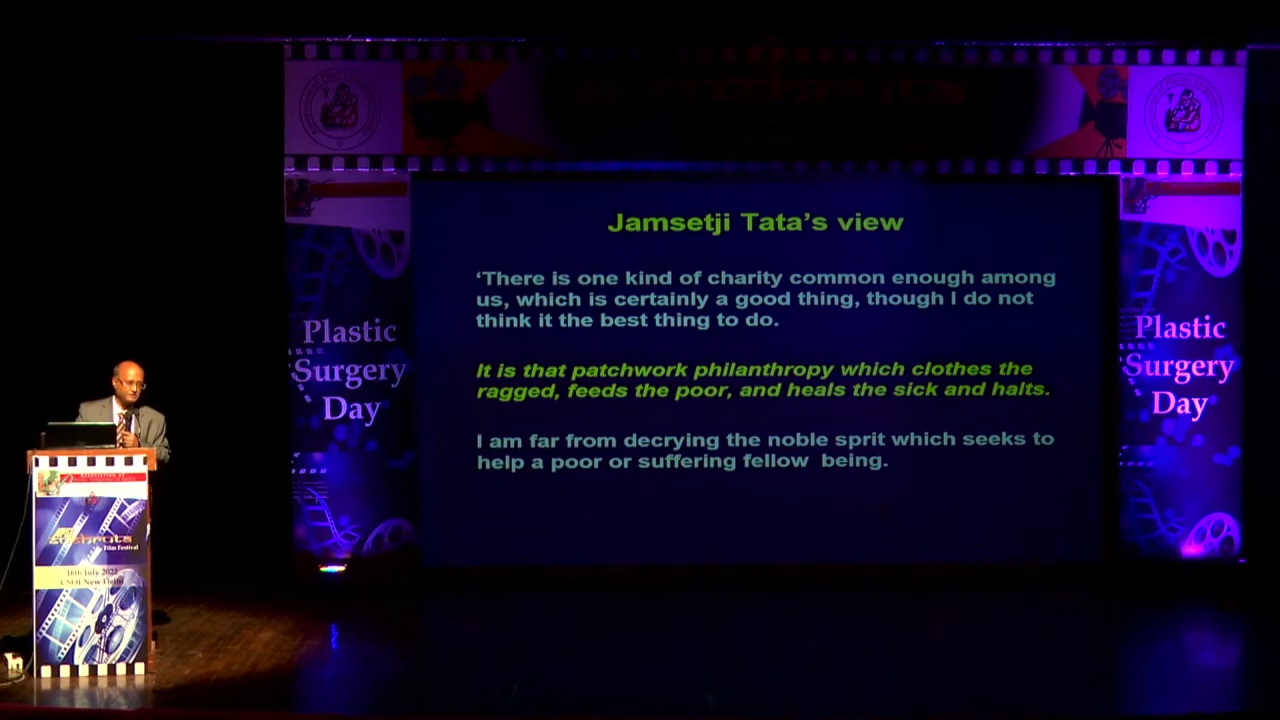 Jamsetji Tata's view
‘There is one kind of charity common enough among
us, which is certainly a good thing, though I do not
think it the best thing to do.
It is that patchwork philanthropy which clothes the
ragged, feeds the poor, and heals the sick and halts.
I am far from decrying the noble sprit which seeks to
help a poor or suffering fellow being.
Plastic
Surgery
Day
Plastic
Surgery
Day
Sushruta
Film Festival
16th July 2022
CSOI, New Delhi